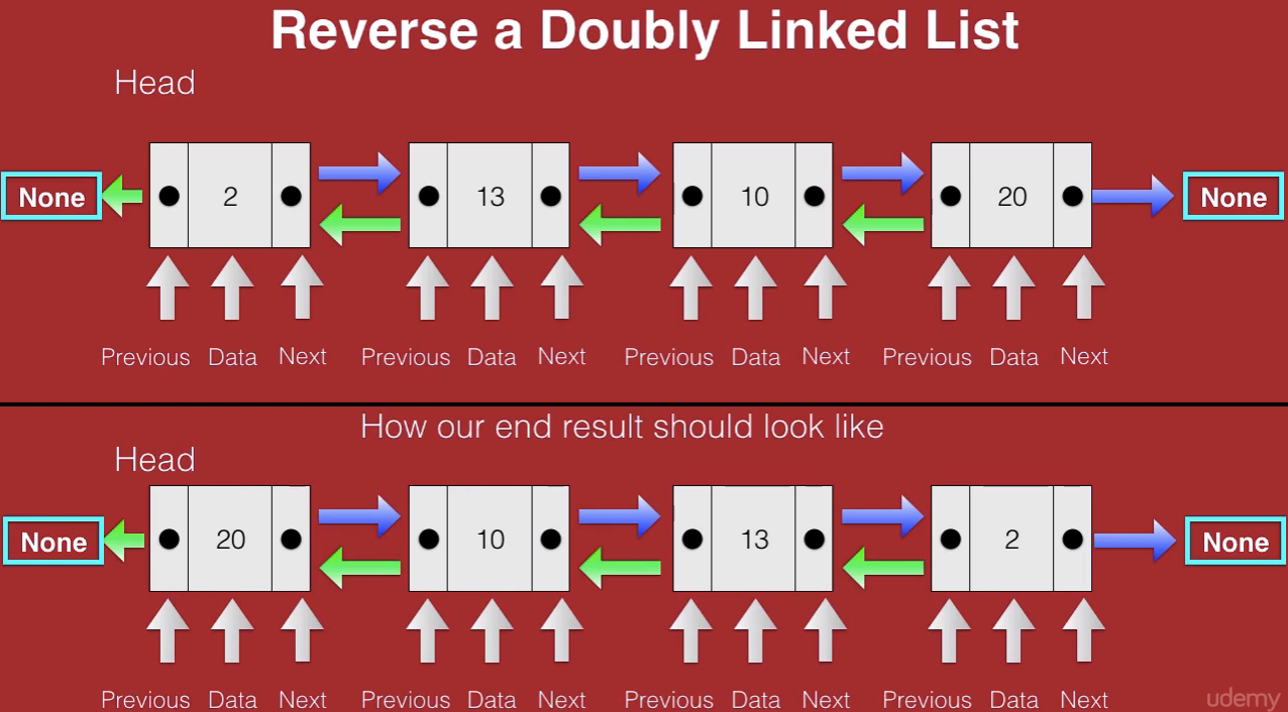 Reverse a Doubly Linked List
Head
None 2 13 10 20 None
Previous Data Next Previous Data Next Previous Data Next Previous Data Next
How our end result should look like
Head
None 20 10 13 2 None
Previous Data Next Previous Data Next Previous Data Next Previous Data Next
udemy